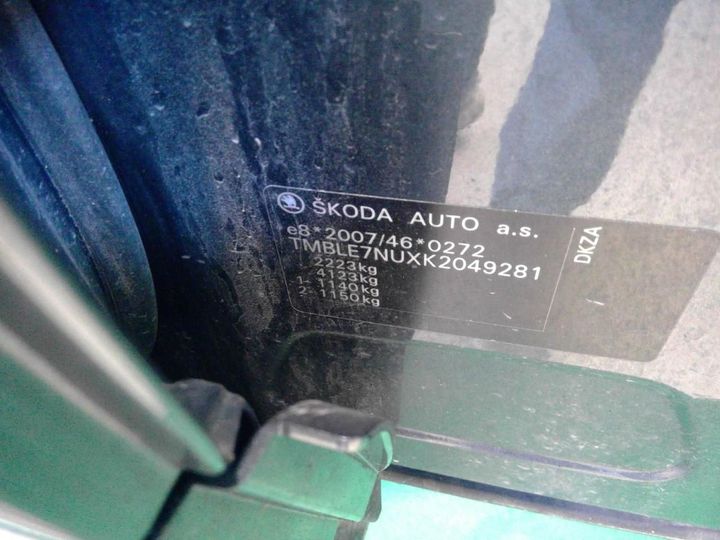 ŠKODA AUTO a.s.
e8*2007/46*0272
TMBLE7NUXK2049281
2223kg
4123kg
1- 1140kg
2- 1150kg
DKZA